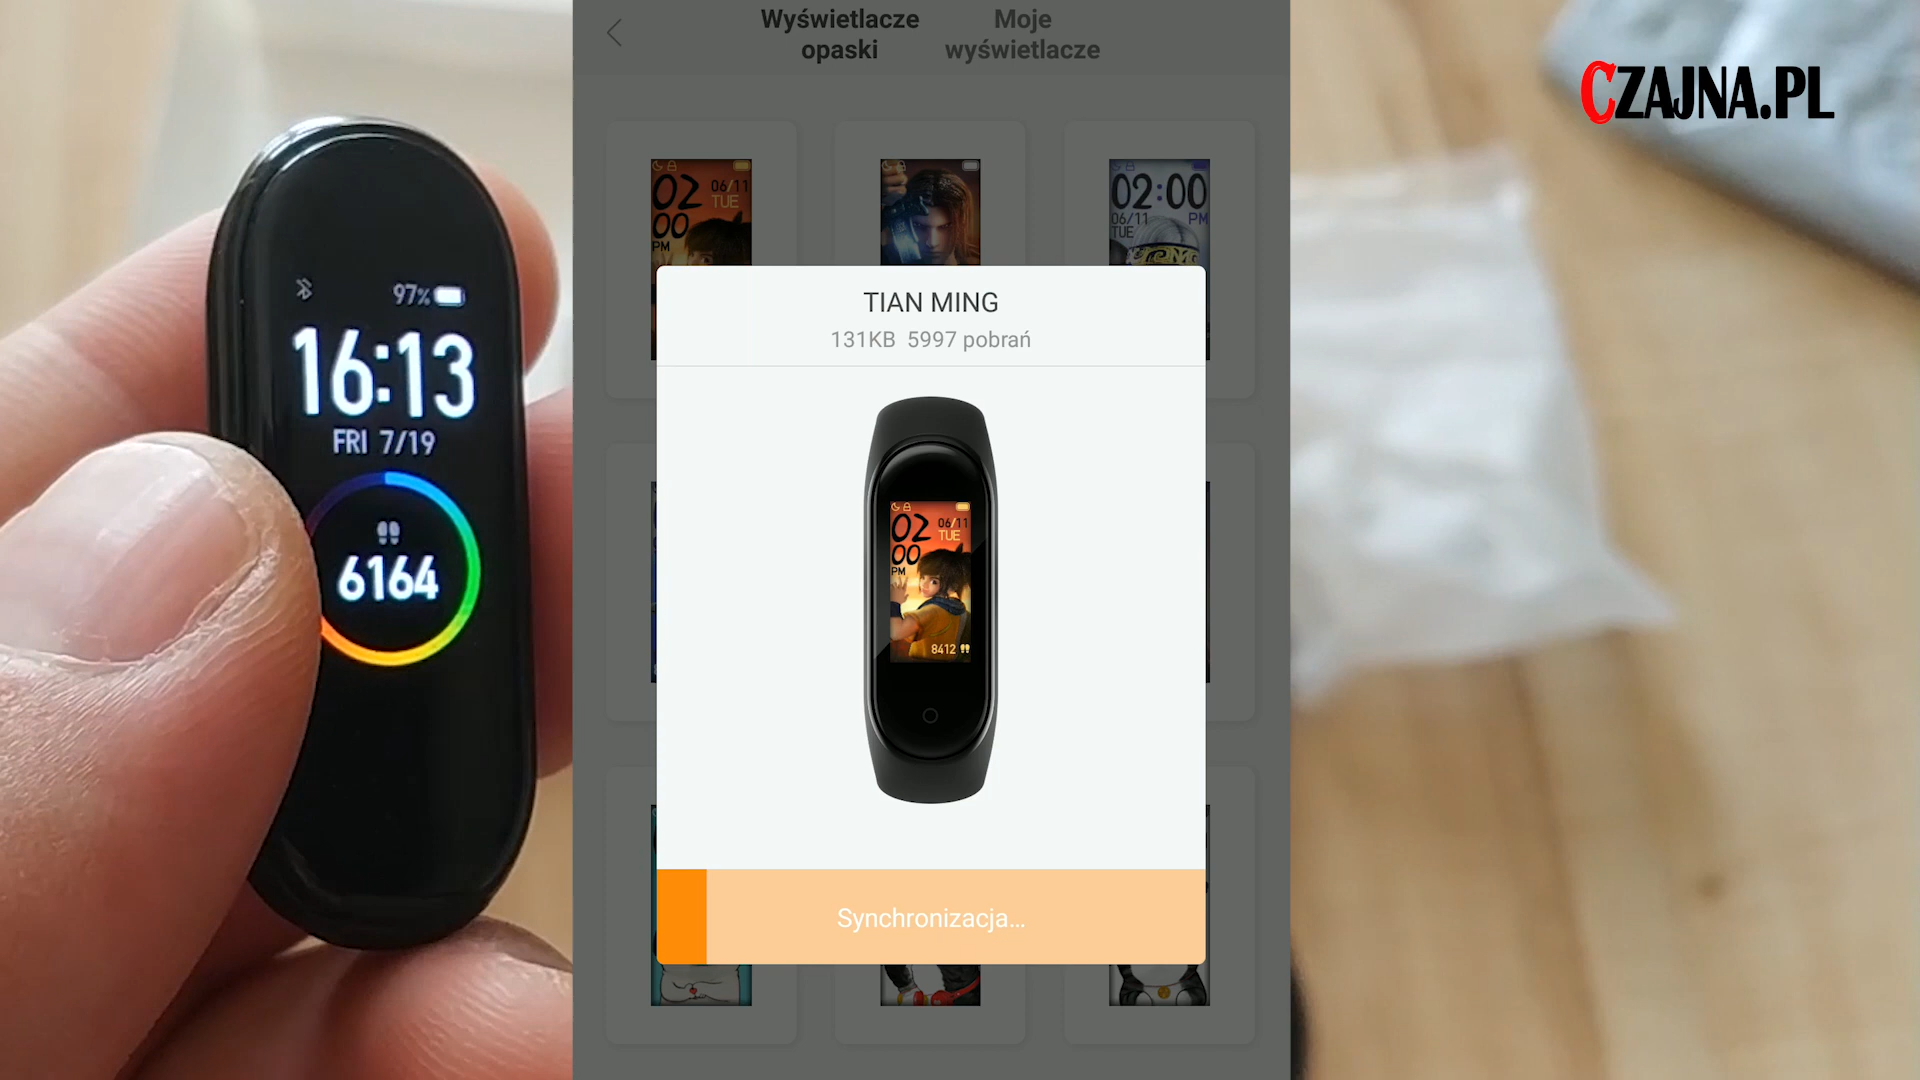 97%
16:13
FRI 7/19
6164
Wyświetlacze
opaski
Moje
wyświetlacze
02
00
PM
06/11
TUE
02:00
06/11
PM
TUE
TIAN MING
131KB 5997 pobrań
02
00
PM
06/11
TUE
8412
Synchronizacja...
CZAJNA.PL